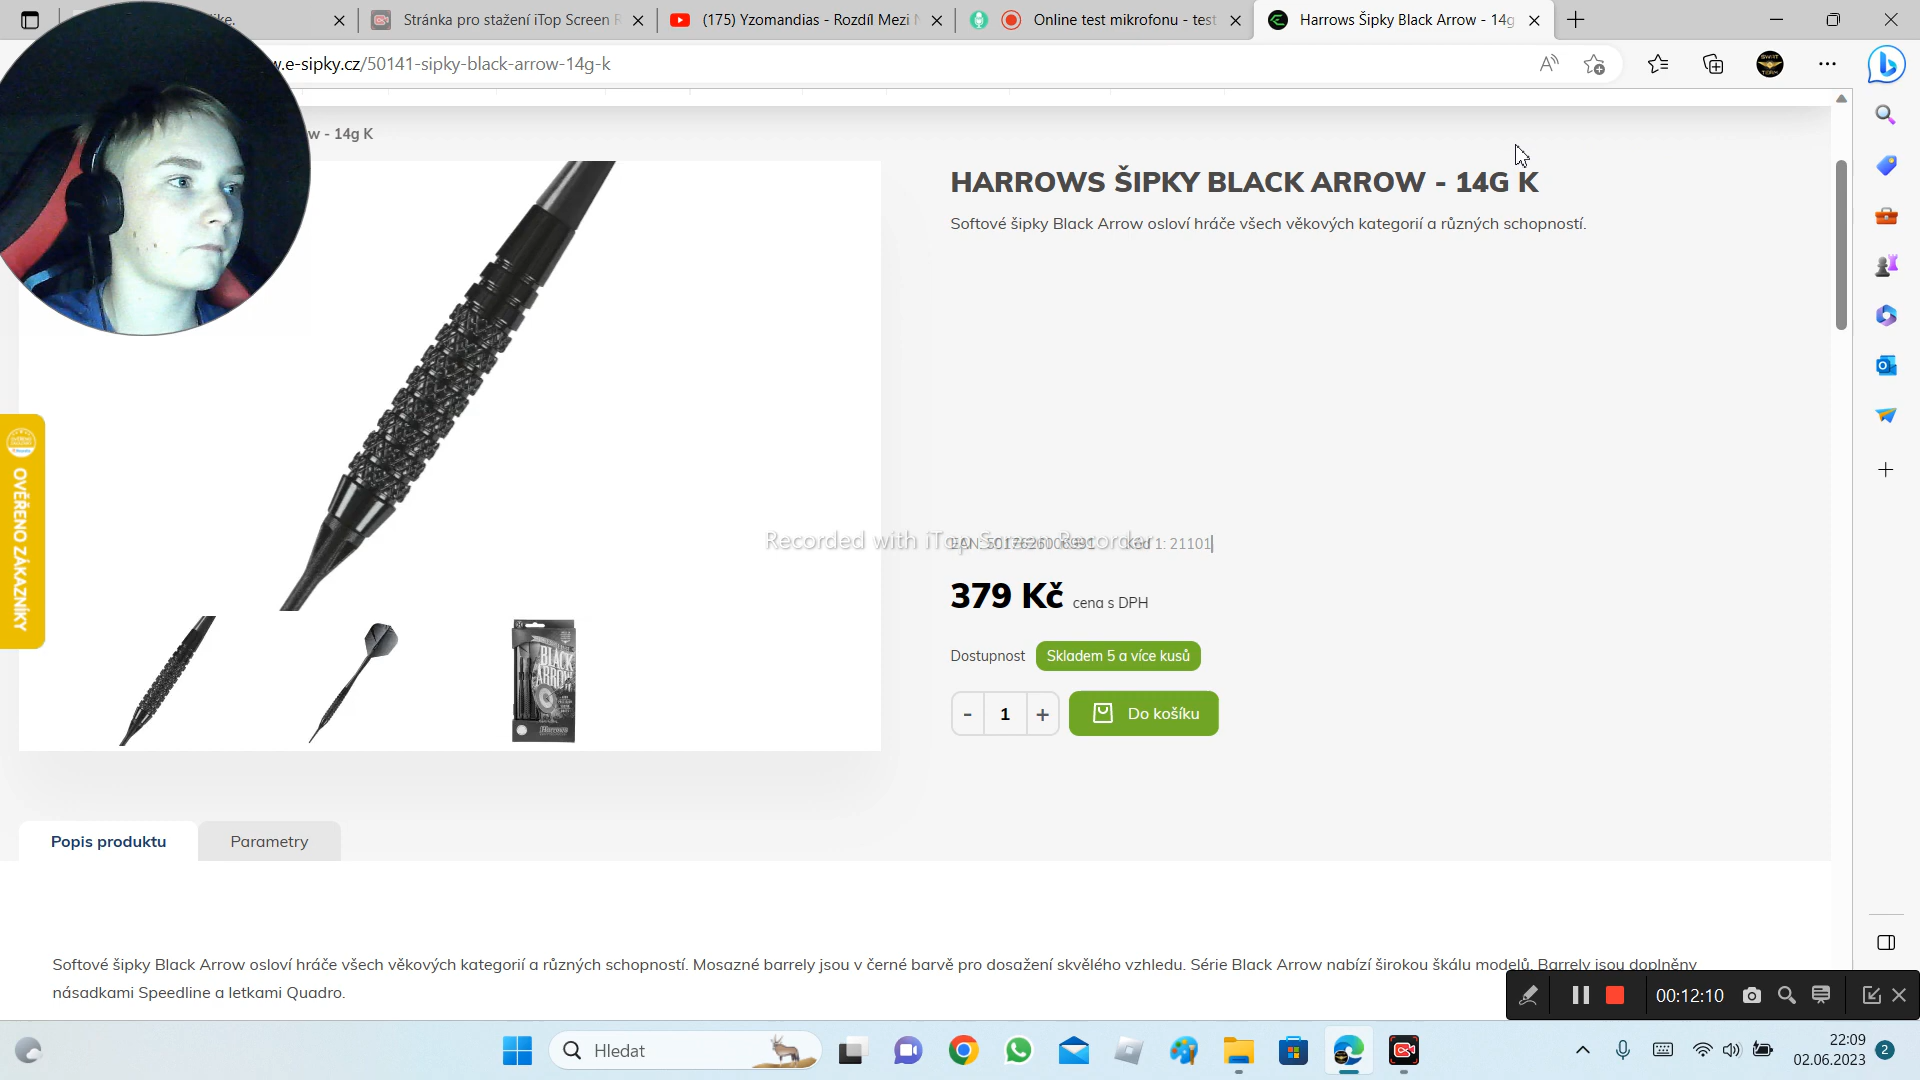 ike.
Stránka pro stažení iTop Screen R
(175) Yzomandias - Rozdíl Mezi
Online test mikrofonu - test
Harrows Šipky Black Arrow - 14g
.e-sipky.cz/50141-sipky-black-arrow-14g-k
w - 14g K
HARROWS ŠIPKY BLACK ARROW - 14G K
Softové šipky Black Arrow osloví hráče všech věkových kategorií a různých schopností.
OVĚŘENO ZÁKAZNÍKY
Recorded with iTop Screen Recorder
EAN: Kód 1: 21101
379 Kč cena s DPH
Dostupnost Skladem 5 a více kusů
- 1 + Do košíku
BLACK
ARROW
Harrows
Popis produktu Parametry
Softové šipky Black Arrow osloví hráče všech věkových kategorií a různých schopností. Mosazné barrely jsou v černé barvě pro dosažení skvělého vzhledu. Série Black Arrow nabízí širokou škálu modelů. Barrely jsou doplněny
násadkami Speedline a letkami Quadro.
00:12:10
Hledat
22:09
02.06.2023
2